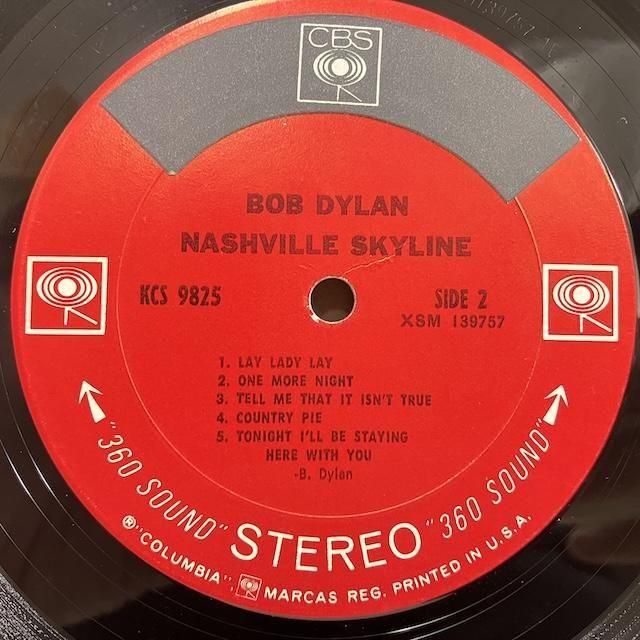 CBS
BOB DYLAN
NASHVILLE SKYLINE
KCS 9825
SIDE 2
XSM 139757
1. LAY LADY LAY
2. ONE MORE NIGHT
3. TELL ME THAT IT ISN'T TRUE
4. COUNTRY PIE
5. TONIGHT I'LL BE STAYING
HERE WITH YOU
-B. Dylan
"360 SOUND" STEREO "360 SOUND"
®"COLUMBIA", MARCAS REG. PRINTED IN U.S.A.